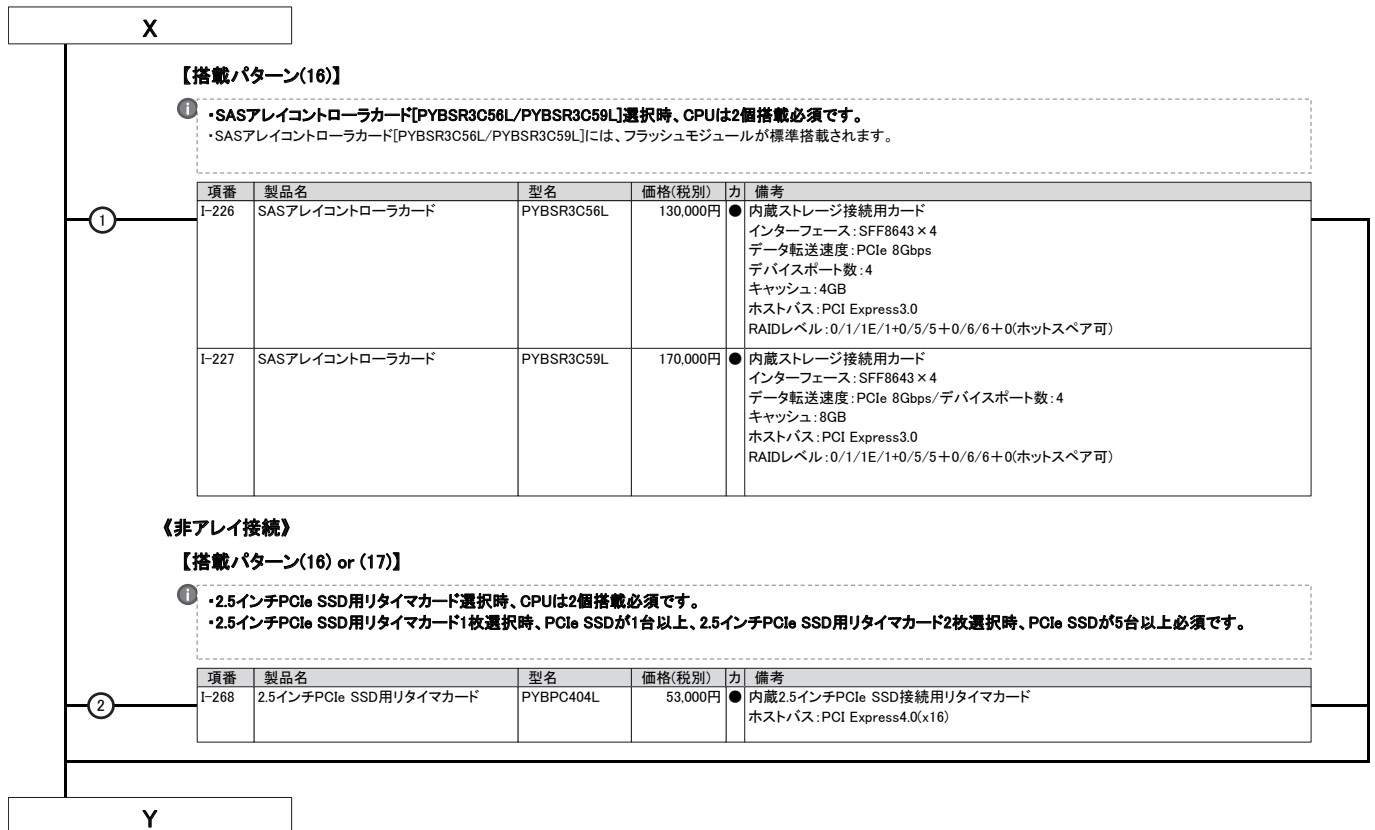 X
【搭載パターン(16)】
i
・SASアレイコントローラカード[PYBSR3C56L/PYBSR3C59L]選択時、CPUは2個搭載必須です。
・SASアレイコントローラカード[PYBSR3C56L/PYBSR3C59L]には、フラッシュモジュールが標準搭載されます。
項番 製品名 型名 価格(税別) カ 備考
① I-226 SASアレイコントローラカード PYBSR3C56L 130,000円 ● 内蔵ストレージ接続用カード
インターフェース:SFF8643×4
データ転送速度:PCIe 8Gbps
デバイスポート数:4
キャッシュ:4GB
ホストバス:PCI Express3.0
RAIDレベル:0/1/1E/1+0/5/5+0/6/6+0(ホットスペア可)
I-227 SASアレイコントローラカード PYBSR3C59L 170,000円 ● 内蔵ストレージ接続用カード
インターフェース:SFF8643×4
データ転送速度:PCIe 8Gbps/デバイスポート数:4
キャッシュ:8GB
ホストバス:PCI Express3.0
RAIDレベル:0/1/1E/1+0/5/5+0/6/6+0(ホットスペア可)
《非アレイ接続》
【搭載パターン(16) or (17)】
i
・2.5インチPCIe SSD用リタイマカード選択時、CPUは2個搭載必須です。
・2.5インチPCIe SSD用リタイマカード1枚選択時、PCIe SSDが1台以上、2.5インチPCIe SSD用リタイマカード2枚選択時、PCIe SSDが5台以上必須です。
項番 製品名 型名 価格(税別) カ 備考
② I-268 2.5インチPCIe SSD用リタイマカード PYBPC404L 53,000円 ● 内蔵2.5インチPCIe SSD接続用リタイマカード
ホストバス:PCI Express4.0(x16)
Y